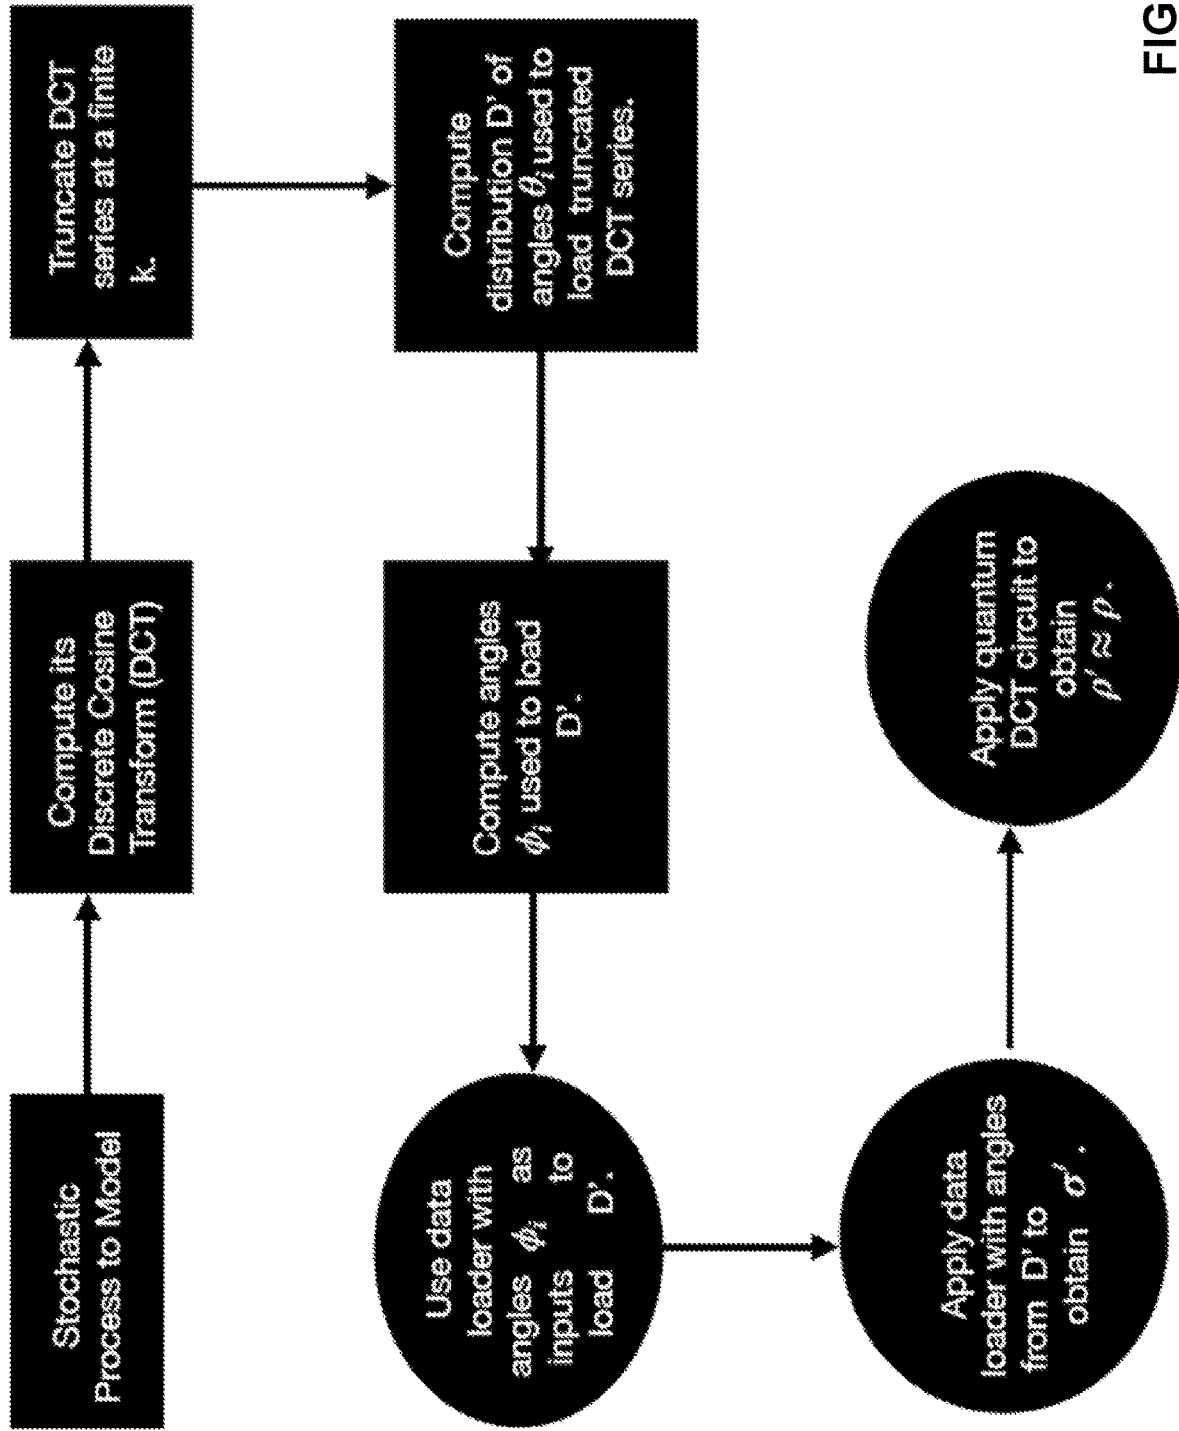 Stochastic
Process to Model
Compute its
Discrete Cosine
Transform (DCT)
Truncate DCT
series at a finite
k.
Compute
distribution D' of
angles θᵢ used to
load truncated
DCT series.
Compute angles
ϕᵢ used to load
D'.
Use data
loader with
angles ϕᵢ as
inputs to
load D'.
Apply data
loader with angles
from D' to
obtain σ'.
Apply quantum
DCT circuit to
obtain
ρ' ≈ ρ.
FIG